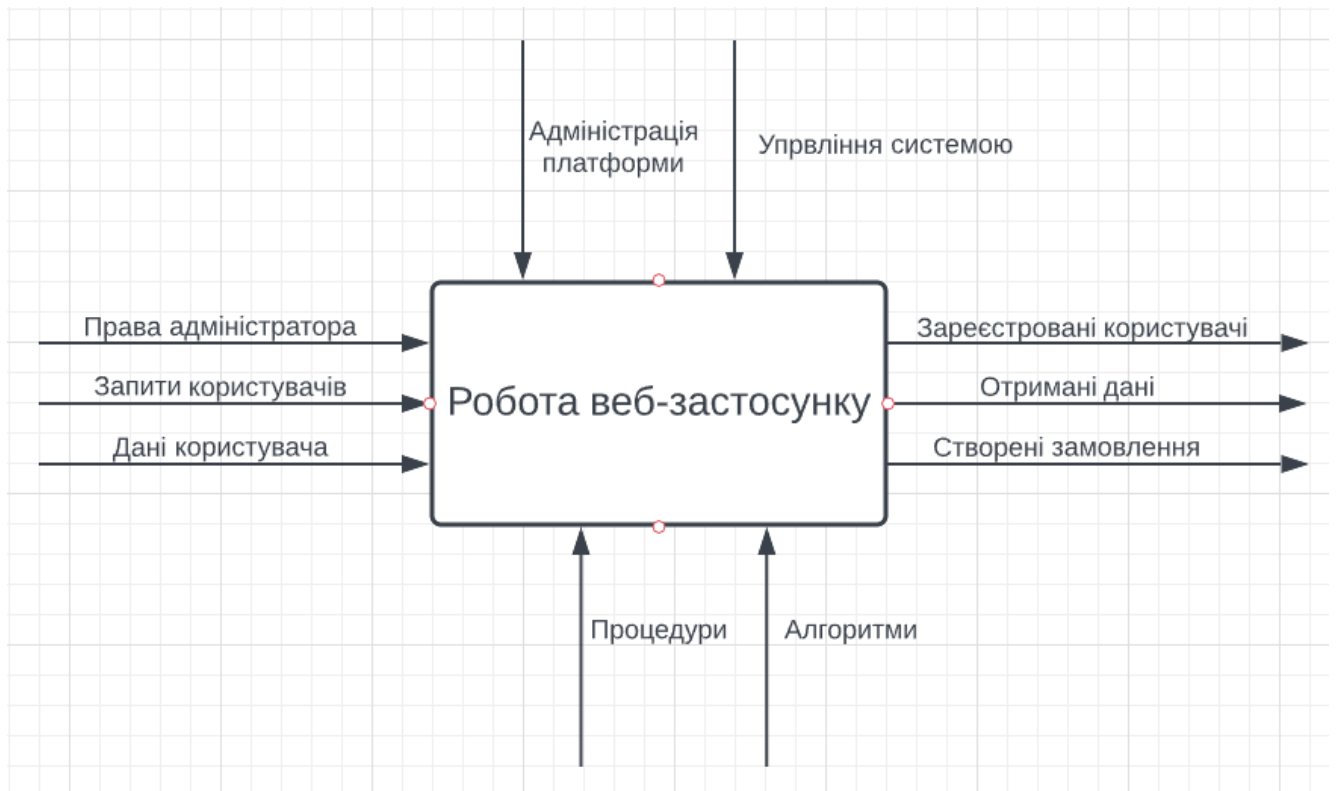 Адміністрація
платформи
Упрвління системою
Права адміністратора
Запити користувачів
Дані користувача
Робота веб-застосунку
Зареєстровані користувачі
Отримані дані
Створені замовлення
Процедури
Алгоритми